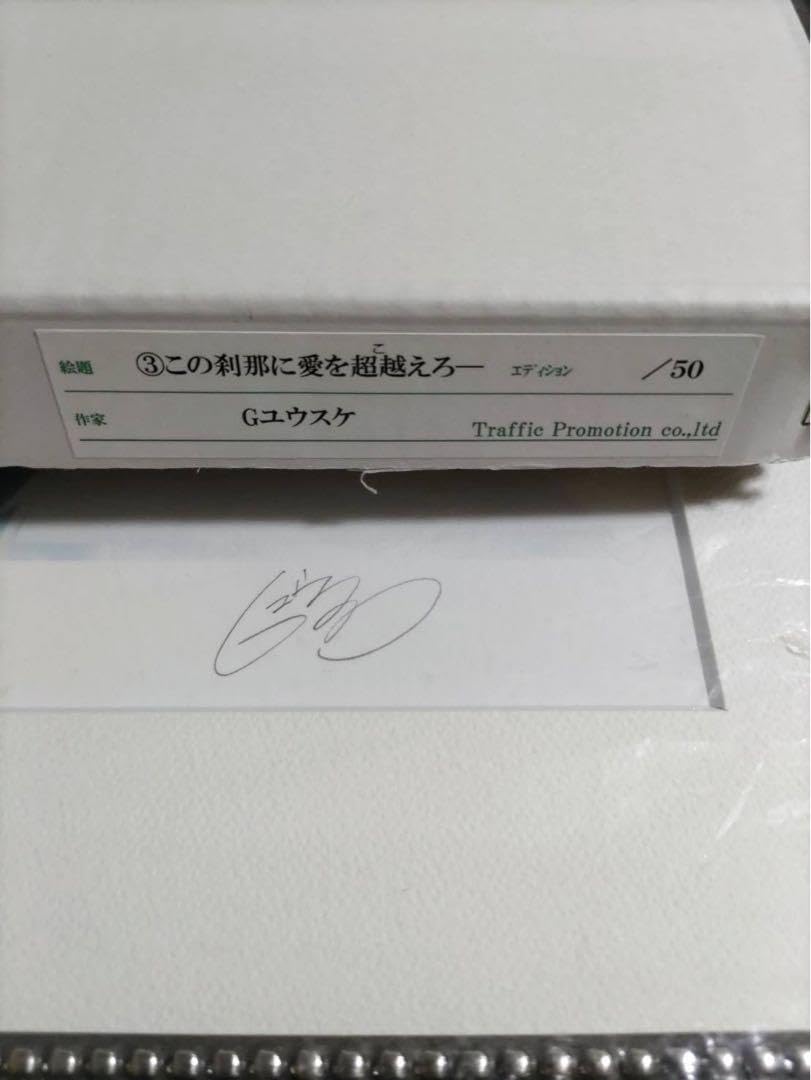 絵題 ③この刹那に愛を超越えろ― エディション ／50
こ
作家 Gユウスケ Traffic Promotion co.,ltd